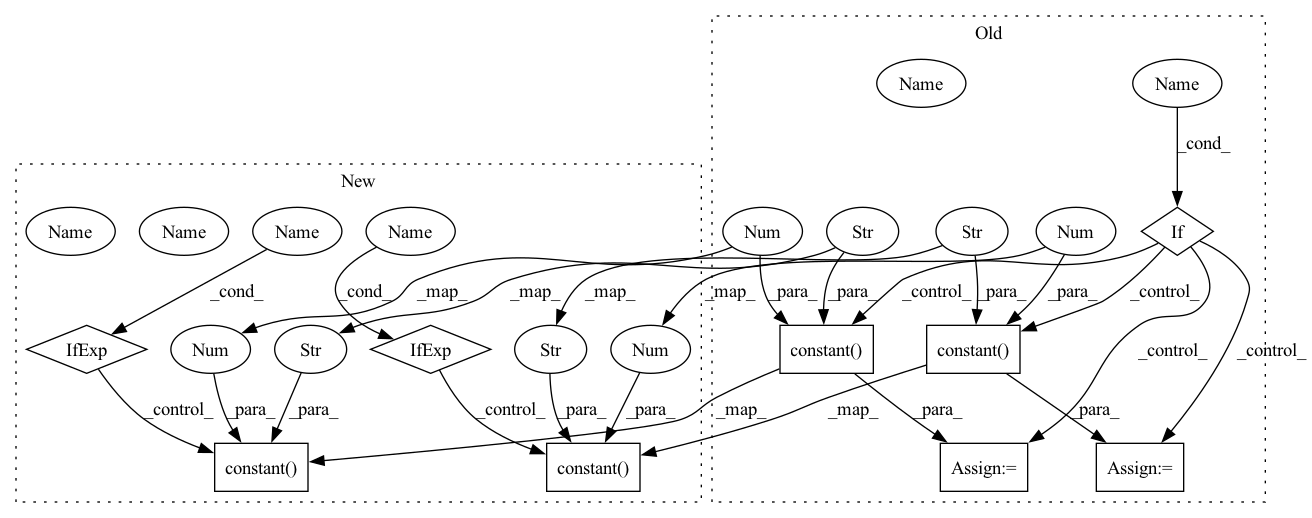 Old
Name
Name
_cond_
New
Name
Name
Name
Name
Num
Str
Str
Num
If
_cond_
_cond_
_map_
_map_
_map_
_map_
_para_
_para_
_control_
_para_
_para_
_control_
IfExp
Num
Str
IfExp
Str
Num
constant()
constant()
_control_
_control_
_control_
_para_
_para_
_control_
_para_
_para_
_map_
_map_
_para_
_para_
constant()
constant()
Assign:=
Assign:=